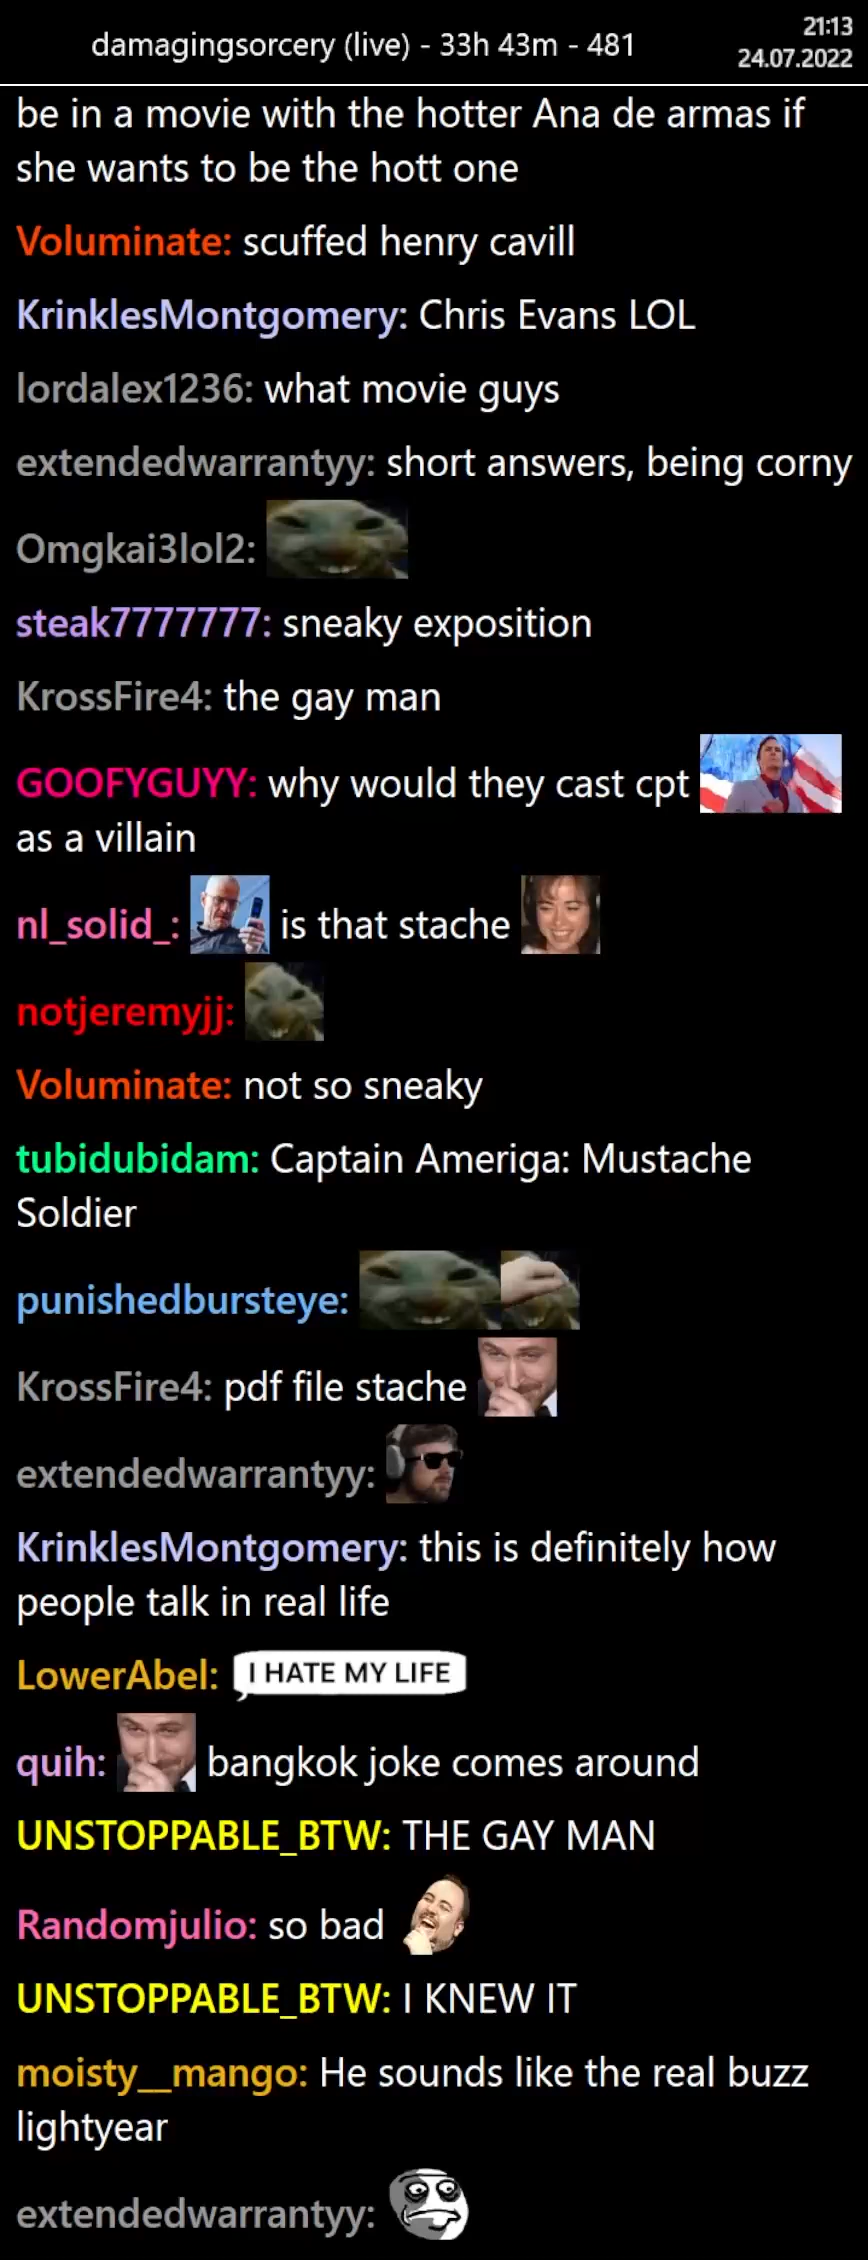 damagingsorcery (live) - 33h 43m - 481
21:13
24.07.2022
be in a movie with the hotter Ana de armas if
she wants to be the hott one
Voluminate: scuffed henry cavill
KrinklesMontgomery: Chris Evans LOL
lordalex1236: what movie guys
extendedwarrantyy: short answers, being corny
Omgkai3lol2:
steak7777777: sneaky exposition
KrossFire4: the gay man
GOOFYGUYY: why would they cast cpt
as a villain
nl_solid_: is that stache
notjeremyjj:
Voluminate: not so sneaky
tubidubidam: Captain Ameriga: Mustache
Soldier
punishedbursteye:
KrossFire4: pdf file stache
extendedwarrantyy:
KrinklesMontgomery: this is definitely how
people talk in real life
LowerAbel: I HATE MY LIFE
quih: bangkok joke comes around
UNSTOPPABLE_BTW: THE GAY MAN
Randomjulio: so bad
UNSTOPPABLE_BTW: I KNEW IT
moisty__mango: He sounds like the real buzz
lightyear
extendedwarrantyy: